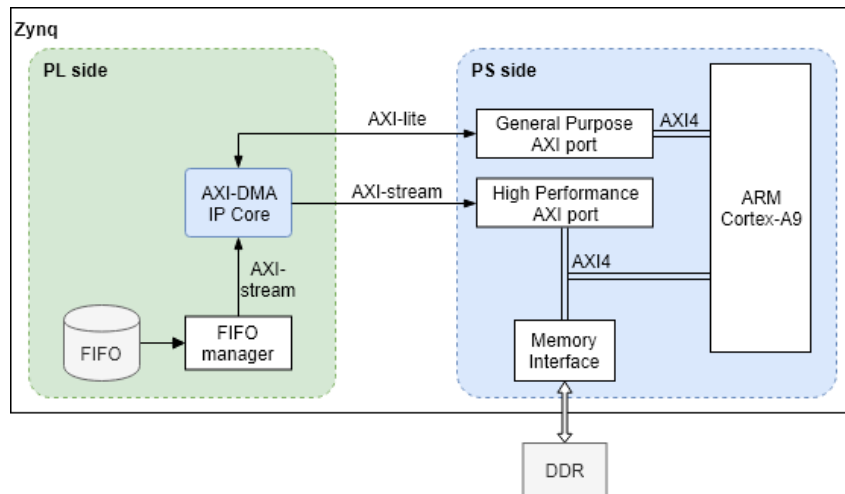 Zynq
PL side
PS side
AXI-lite
General Purpose
AXI port
AXI4
AXI-DMA
IP Core
AXI-stream
High Performance
AXI port
ARM
Cortex-A9
AXI-
stream
AXI4
FIFO
FIFO
manager
Memory
Interface
DDR